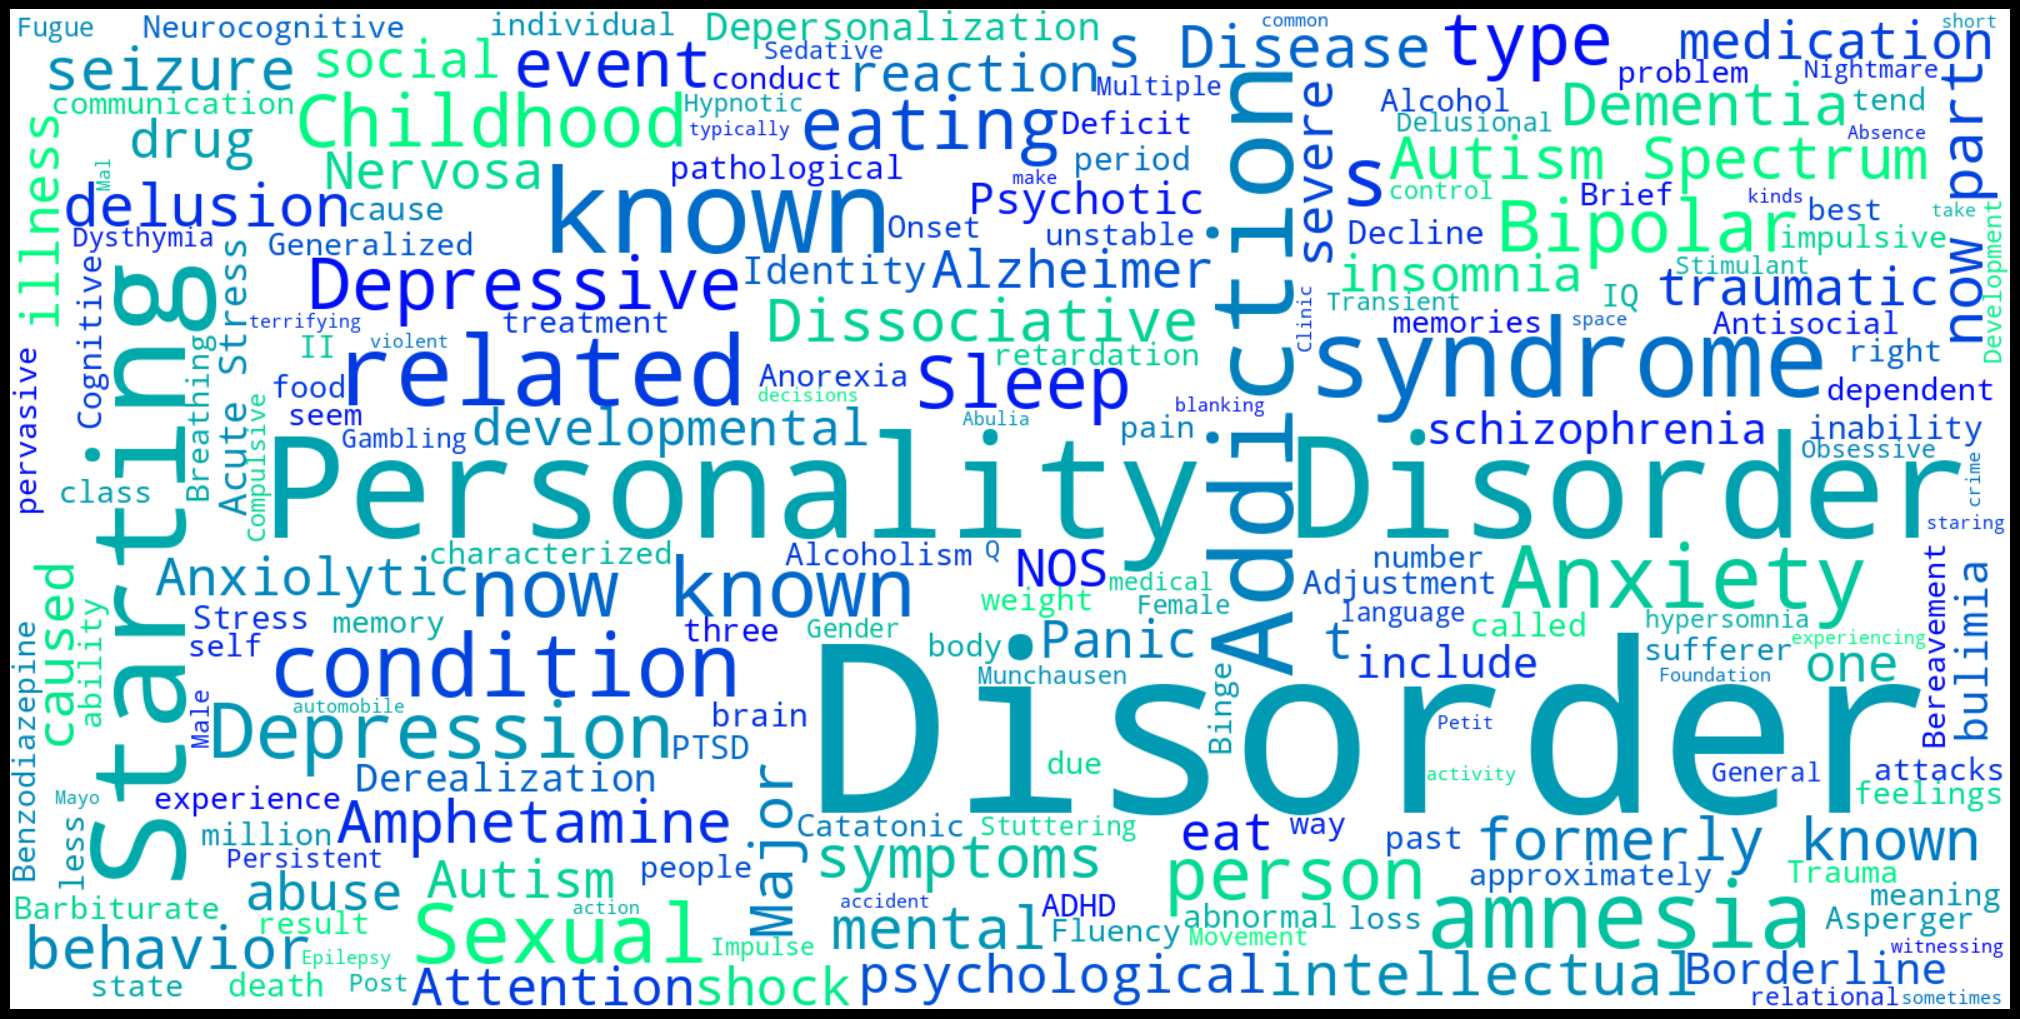 Fugue
Neurocognitive
individual
Depersonalization
common
short
seizure
social
event
Sedative
s Disease
type
medication
conduct
reaction
Multiple
problem
Nightmare
communication
Childhood
Hypnotic
typically
eating
Deficit
Alcohol
Delusional
Dementia
tend
Absence
drug
Nervosa
pathological
period
make
severe
Autism Spectrum
now part
illness
Mal
delusion
cause
known
Onset
Psychotic
s
control
Brief
kinds
best
take
Dysthymia
Generalized
unstable
Decline
Bipolar
impulsive
Development
Cognitive
Acute Stress
Depressive
Identity
Alzheimer
Addiction
insomnia
Stimulant
IQ
traumatic
Transient
clinic
terrifying
treatment
Dissociative
memories
space
Antisocial
II
violent
related
retardation
syndrome
right
pervasive
Starting
Breathing
food
Anorexia
decisions
Sleep
blanking
dependent
seem
Gambling
developmental
Abulia
pain
schizophrenia
inability
Obsessive
class
Compulsive
Personality
Disorder
crime
staring
characterized
Alcoholism
Q
NOS
number
Anxiety
Anxiolytic
now known
medical
Adjustment
Bereavement
weight
Female
language
caused
ability
Stress
memory
three
Gender
called
hypersomnia
experiencing
self
body
Panic
t
include
sufferer
one
bulimia
Benzodiazepine
condition
Munchausen
Foundation
Male
automobile
Depression
brain
PTSD
Disorder
Binge
Petit
due
Derealization
activity
General
attacks
Mayo
experience
Major
feelings
less
million
Amphetamine
Catatonic
Stuttering
eat
way
past
formerly known
Persistent
people
symptoms
person
approximately
Trauma
abuse
Autism
meaning
Barbiturate
result
Sexual
action
accident
ADHD
abnormal
loss
amnesia
Asperger
behavior
Epilepsy
Impulse
mental
Fluency
Movement
witnessing
state
death
Post
Attention
shock
psychological
intellectual
Borderline
relational
sometimes